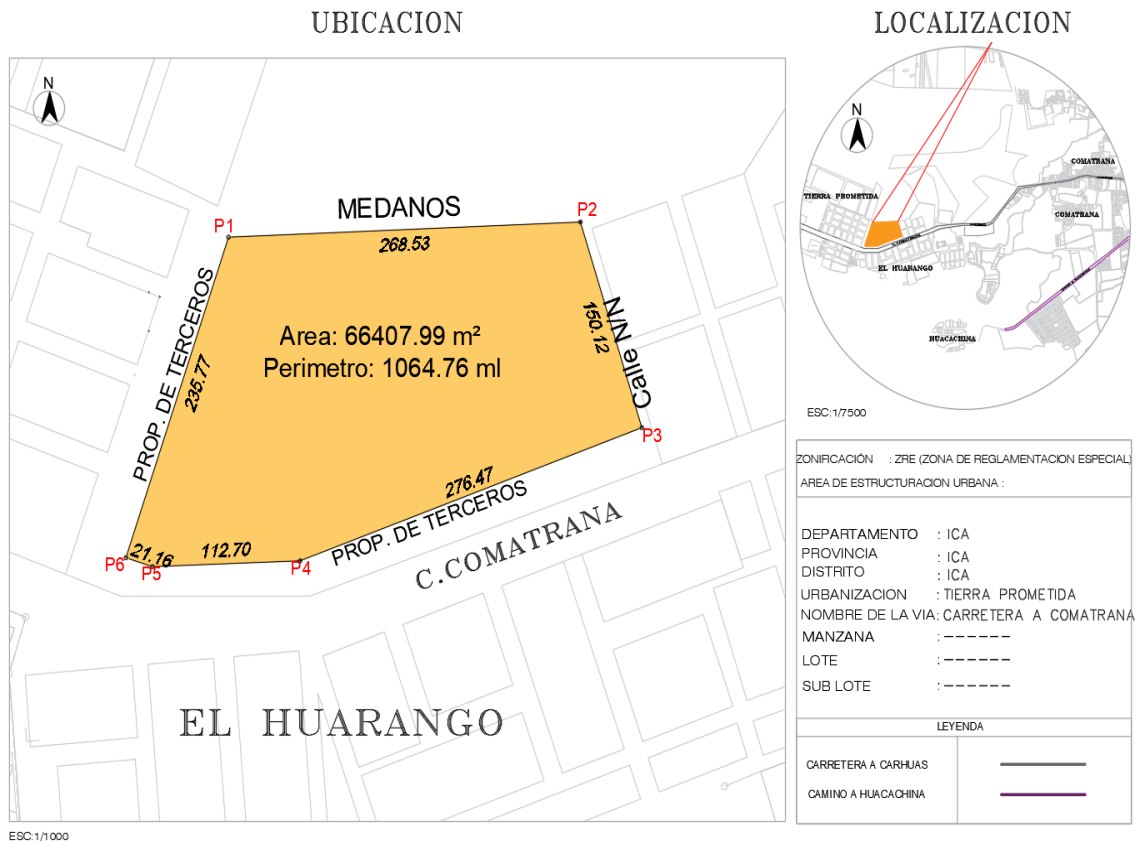 UBICACION
N
MEDANOS
P1
P2
268.53
PROP. DE TERCEROS
235.77
Area: 66407.99 m²
Perimetro: 1064.76 ml
150.12
Calle N/N
P3
276.47
PROP. DE TERCEROS
C.COMATRANA
P6
21.16
P5
112.70
P4
EL HUARANGO
ESC:1/1000
LOCALIZACION
N
COMATRANA
TIERRA PROMETIDA
COMATRANA
EL HUARANGO
HUACACHINA
ESC:1/7500
ZONIFICACIÓN : ZRE (ZONA DE REGLAMENTACION ESPECIAL)
AREA DE ESTRUCTURACION URBANA :
DEPARTAMENTO : ICA
PROVINCIA : ICA
DISTRITO : ICA
URBANIZACION : TIERRA PROMETIDA
NOMBRE DE LA VIA: CARRETERA A COMATRANA
MANZANA : ------
LOTE : ------
SUB LOTE : ------
LEYENDA
CARRETERA A CARHUAS
CAMINO A HUACACHINA